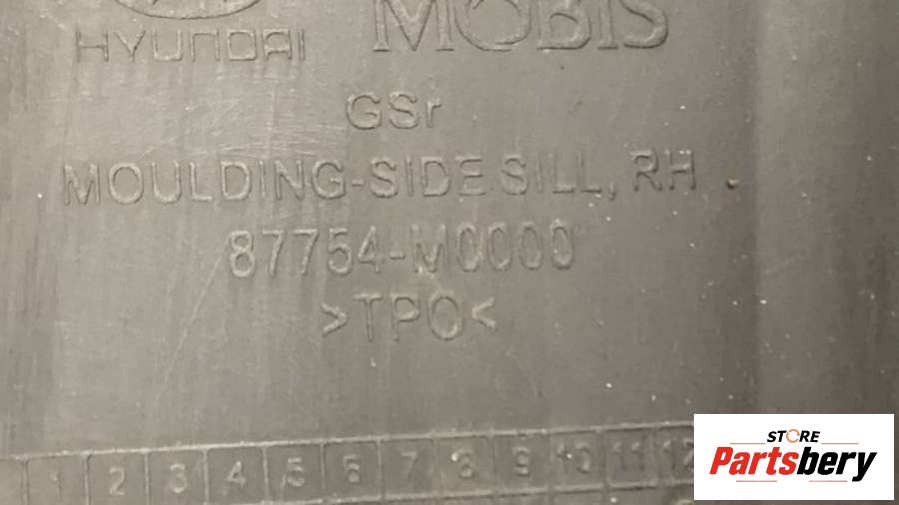 HYUNDAI MOBIS
GSr
MOULDING-SIDE SILL, RH
87754-M0000
>TPO<
1 2 3 4 5 6 7 8 9 10 11 12
STORE
Partsbery